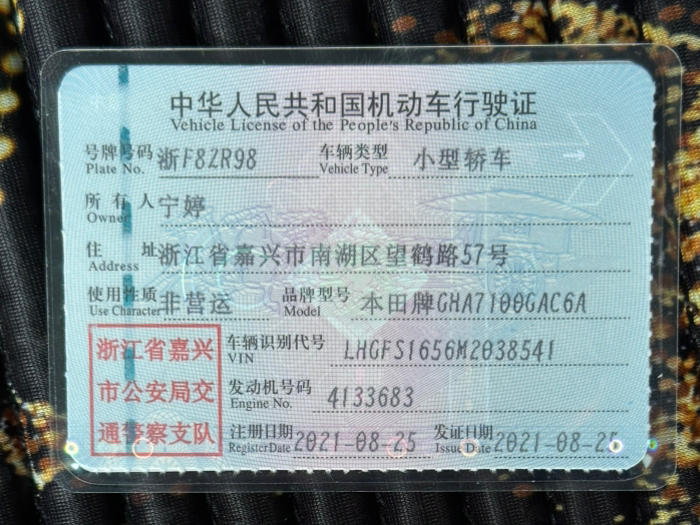 中华人民共和国机动车行驶证
Vehicle License of the People's Republic of China
号牌号码 浙F8ZR98 车辆类型 小型轿车
Plate No. Vehicle Type
所有人 宁婷
Owner
住址 浙江省嘉兴市南湖区望鹤路57号
Address
使用性质 非营运 品牌型号 本田牌GHA7100GAC6A
Use Character Model
浙江省嘉兴
市公安局交
通警察支队
车辆识别代号 LHGFS1656M2038541
VIN
发动机号码 4133683
Engine No.
注册日期 2021-08-25 发证日期 2021-08-25
Register Date Issue Date